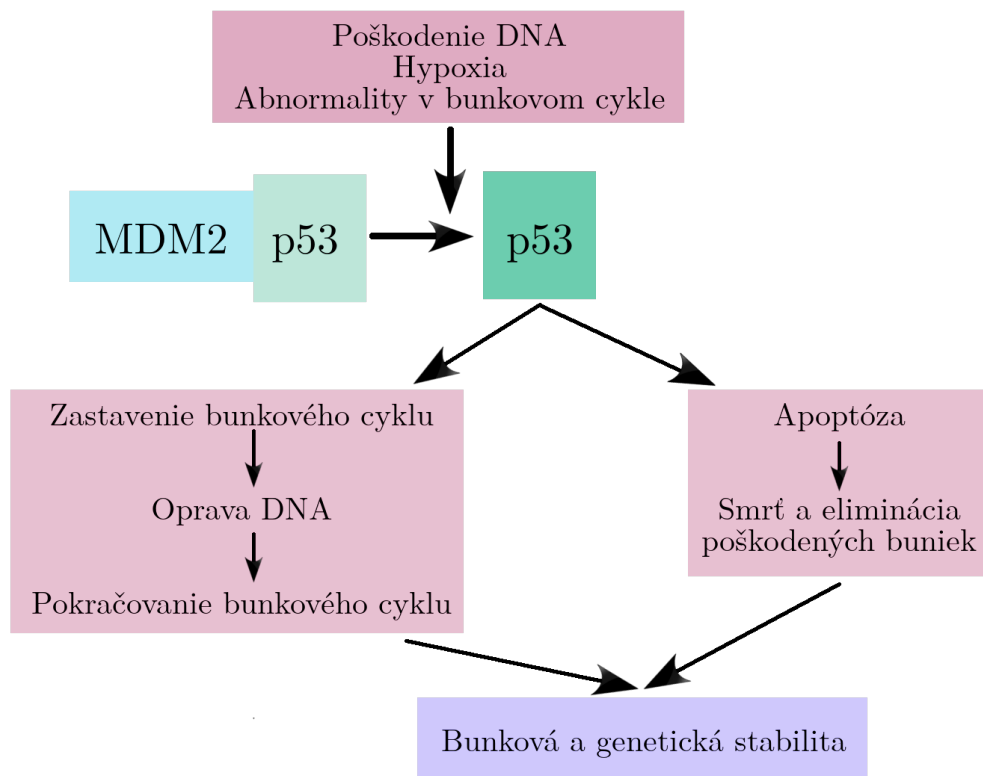 Poškodenie DNA
Hypoxia
Abnormality v bunkovom cykle
MDM2
p53
p53
Zastavenie bunkového cyklu
Oprava DNA
Pokračovanie bunkového cyklu
Apoptóza
Smrť a eliminácia
poškodených buniek
Bunková a genetická stabilita